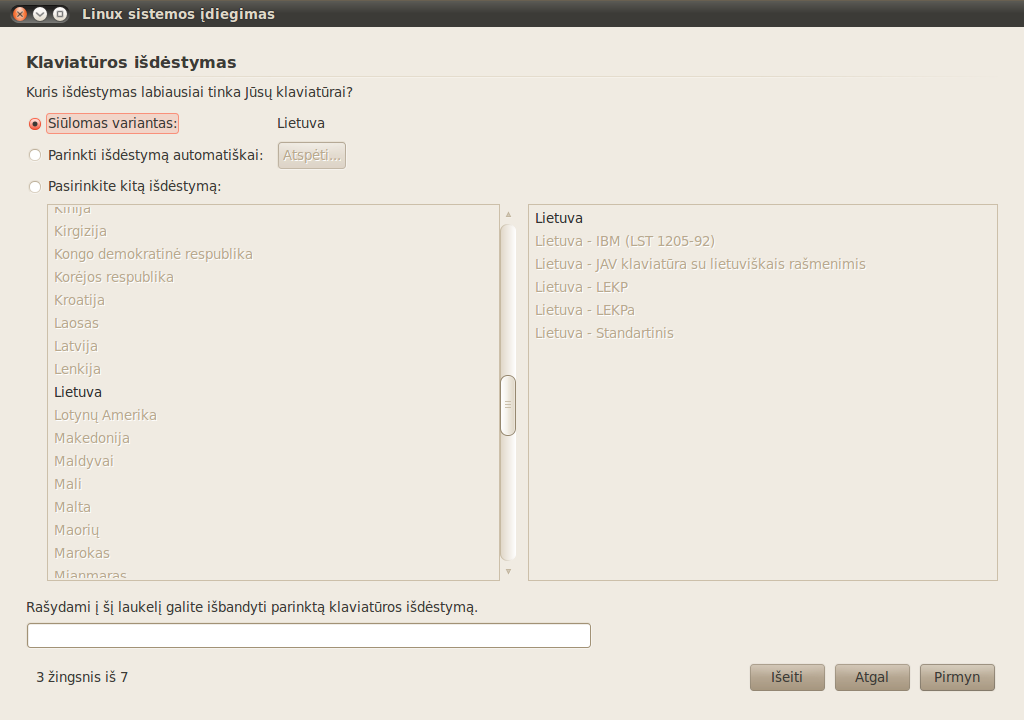 Linux sistemos įdiegimas
Klaviatūros išdėstymas
Kuris išdėstymas labiausiai tinka Jūsų klaviatūrai?
Siūlomas variantas: Lietuva
Parinkti išdėstymą automatiškai: Atspėti...
Pasirinkite kitą išdėstymą:
Kinija
Kirgizija
Kongo demokratinė respublika
Korėjos respublika
Kroatija
Laosas
Latvija
Lenkija
Lietuva
Lotynų Amerika
Makedonija
Maldyvai
Mali
Malta
Maorių
Marokas
Mianmaras
Lietuva
Lietuva - IBM (LST 1205-92)
Lietuva - JAV klaviatūra su lietuviškais rašmenimis
Lietuva - LEKP
Lietuva - LEKPa
Lietuva - Standartinis
Rašydami į šį laukelį galite išbandyti parinktą klaviatūros išdėstymą.
3 žingsnis iš 7
Išeiti Atgal Pirmyn